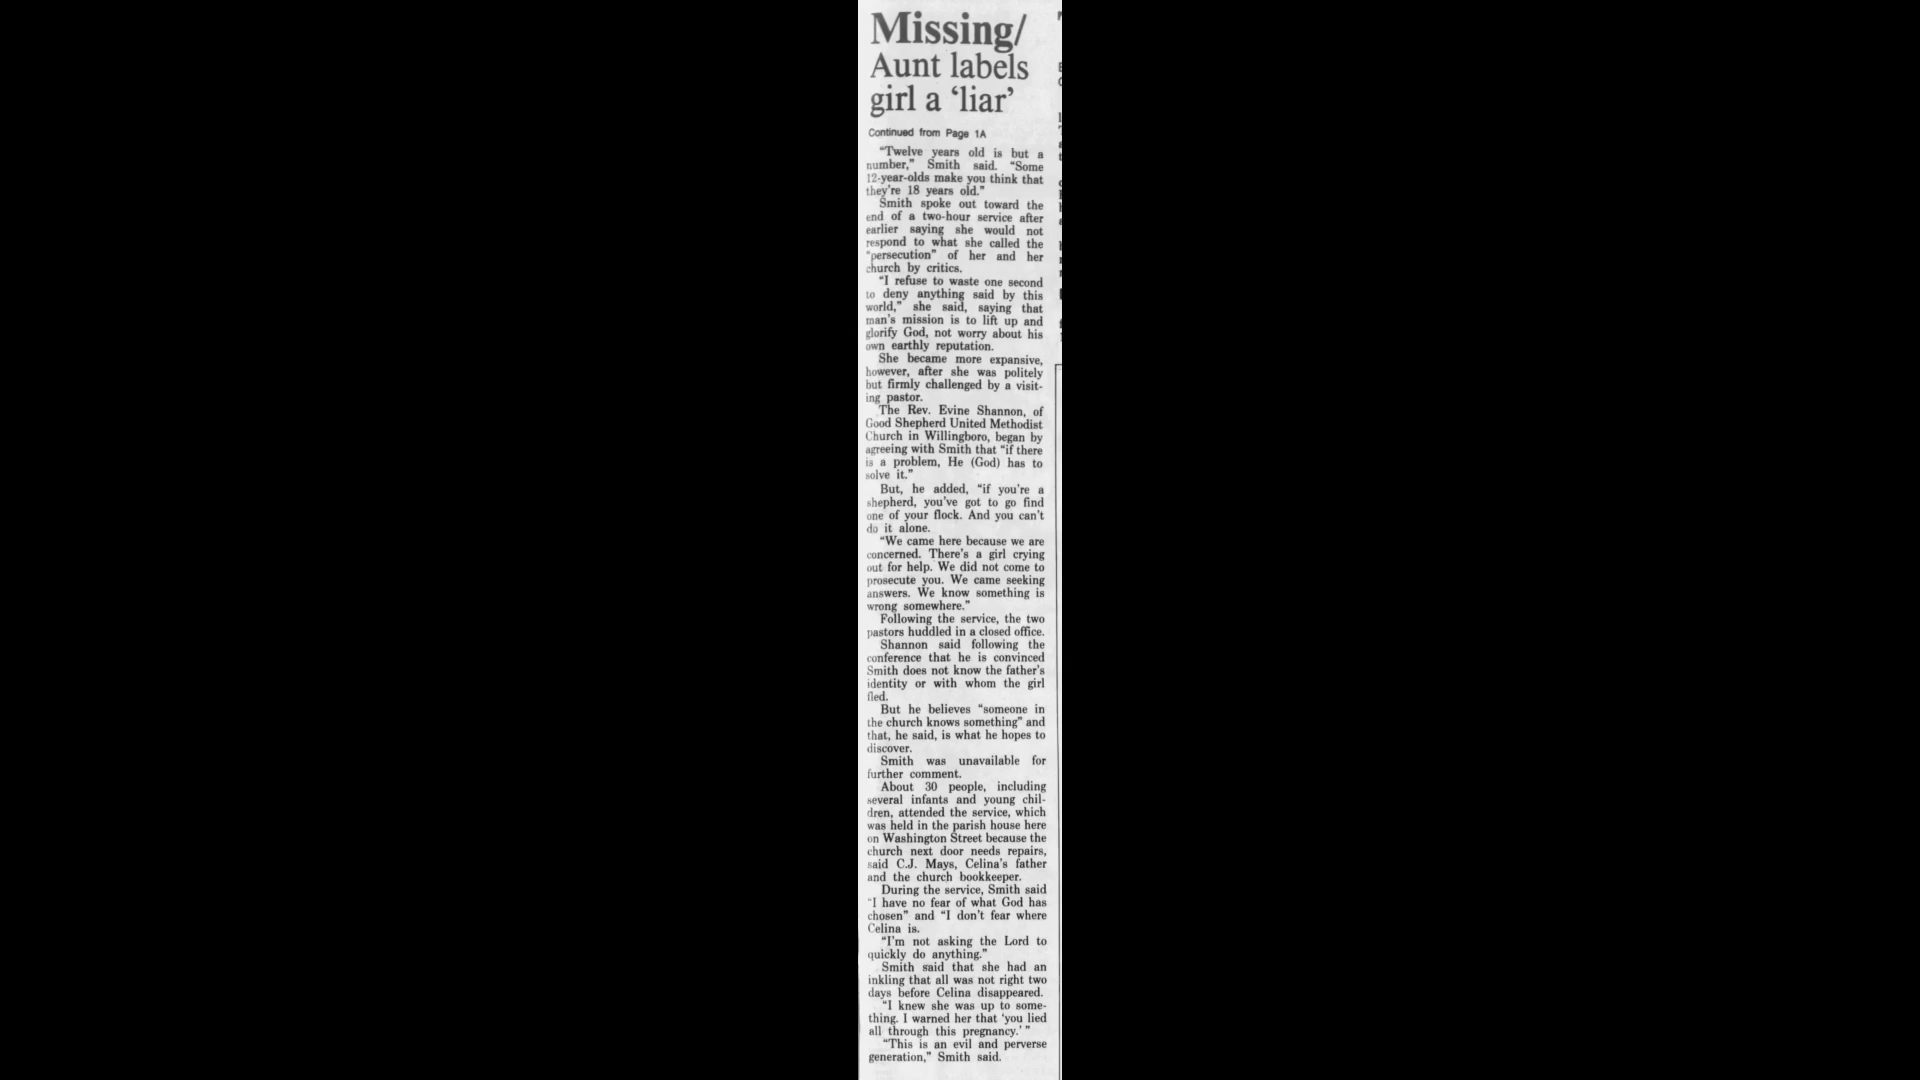 Missing/
Aunt labels
girl a ‘liar’
Continued from Page 1A
“Twelve years old is but a
number,” Smith said. “Some
12-year-olds make you think that
they’re 18 years old.”
Smith spoke out toward the
end of a two-hour service after
earlier saying she would not
respond to what she called the
“persecution” of her and her
church by critics.
“I refuse to waste one second
to deny anything said by this
world,” she said, saying that
man’s mission is to lift up and
glorify God, not worry about his
own earthly reputation.
She became more expansive,
however, after she was politely
but firmly challenged by a visit-
ing pastor.
The Rev. Evine Shannon, of
Good Shepherd United Methodist
Church in Willingboro, began by
agreeing with Smith that “if there
is a problem, He (God) has to
solve it.”
But, he added, “if you’re a
shepherd, you’ve got to go find
one of your flock. And you can’t
do it alone.
“We came here because we are
concerned. There’s a girl crying
out for help. We did not come to
prosecute you. We came seeking
answers. We know something is
wrong somewhere.”
Following the service, the two
pastors huddled in a closed office.
Shannon said following the
conference that he is convinced
Smith does not know the father’s
identity or with whom the girl
fled.
But he believes “someone in
the church knows something” and
that, he said, is what he hopes to
discover.
Smith was unavailable for
further comment.
About 30 people, including
several infants and young chil-
dren, attended the service, which
was held in the parish house here
on Washington Street because the
church next door needs repairs,
said C.J. Mays, Celina’s father
and the church bookkeeper.
During the service, Smith said
“I have no fear of what God has
chosen” and “I don’t fear where
Celina is.
“I’m not asking the Lord to
quickly do anything.”
Smith said that she had an
inkling that all was not right two
days before Celina disappeared.
“I knew she was up to some-
thing. I warned her that ‘you lied
all through this pregnancy.’ ”
“This is an evil and perverse
generation,” Smith said.